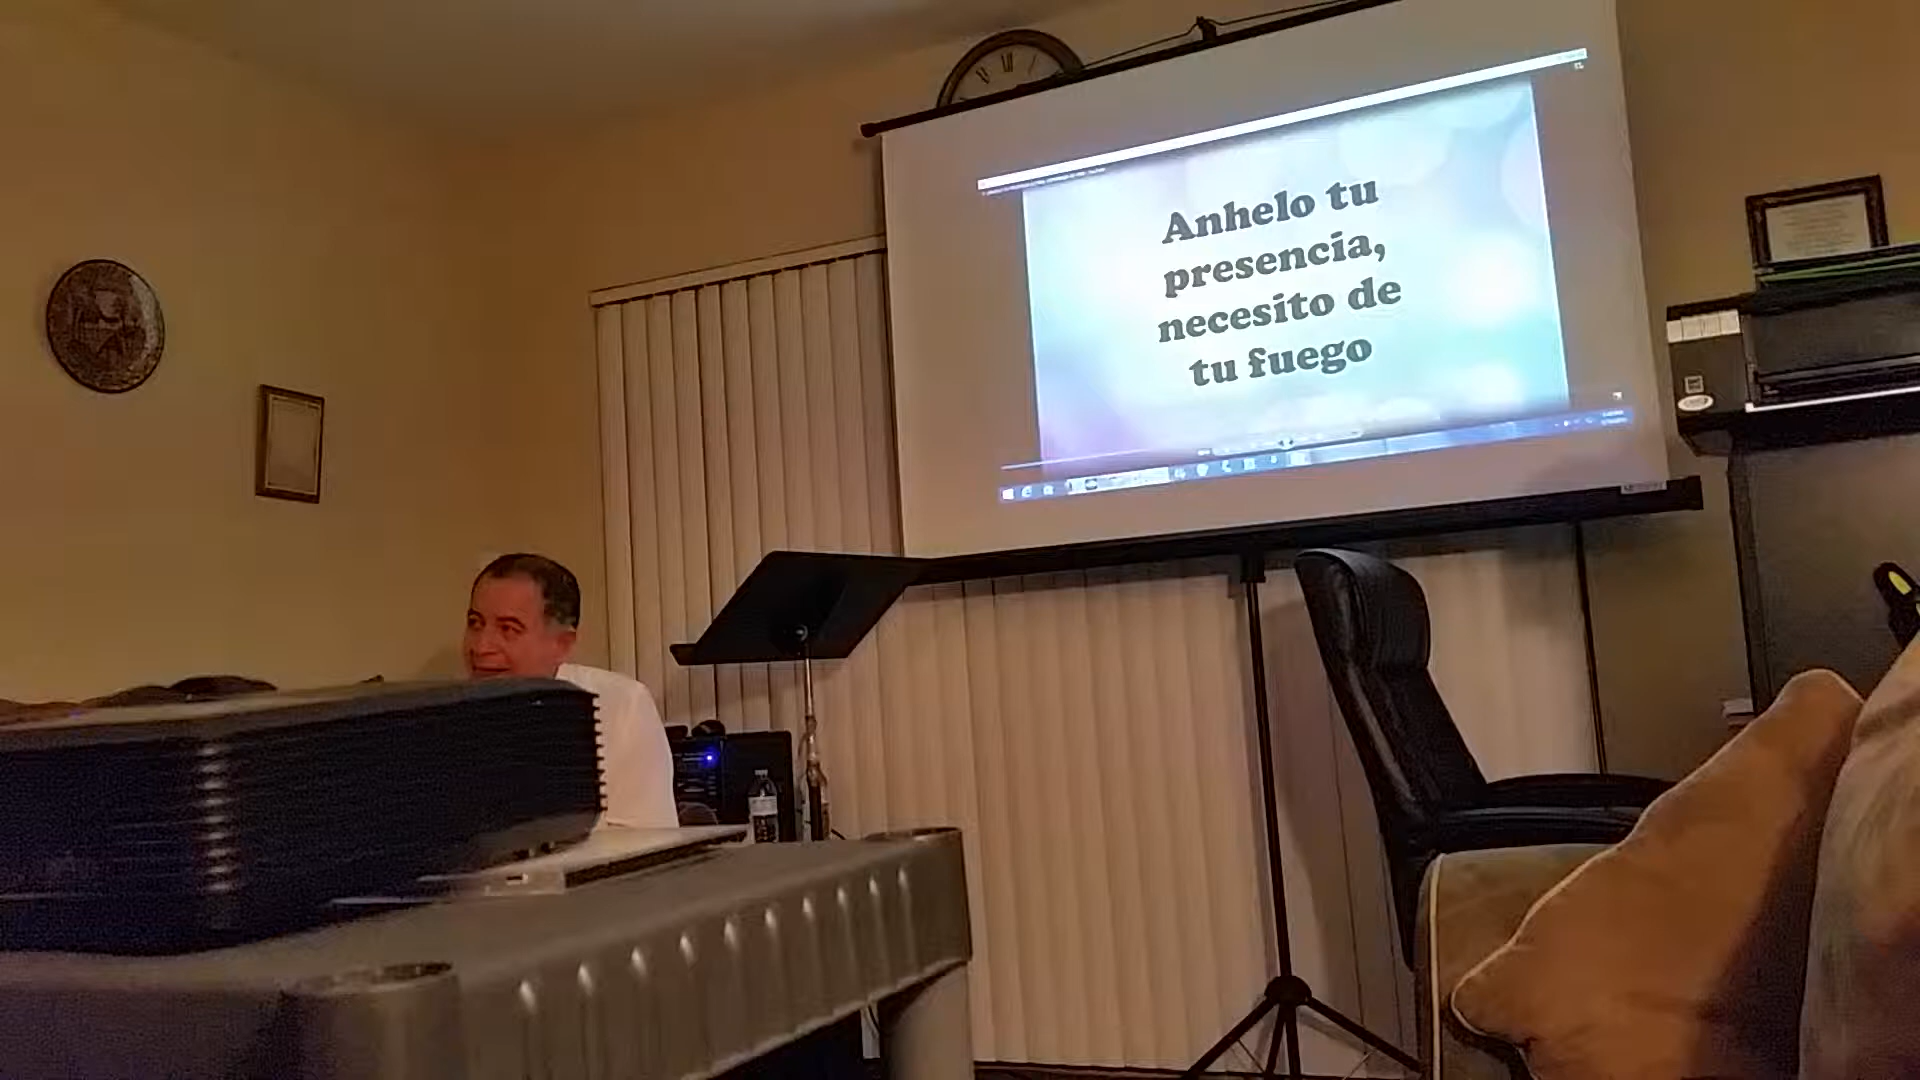 Anhelo tu
presencia,
necesito de
tu fuego